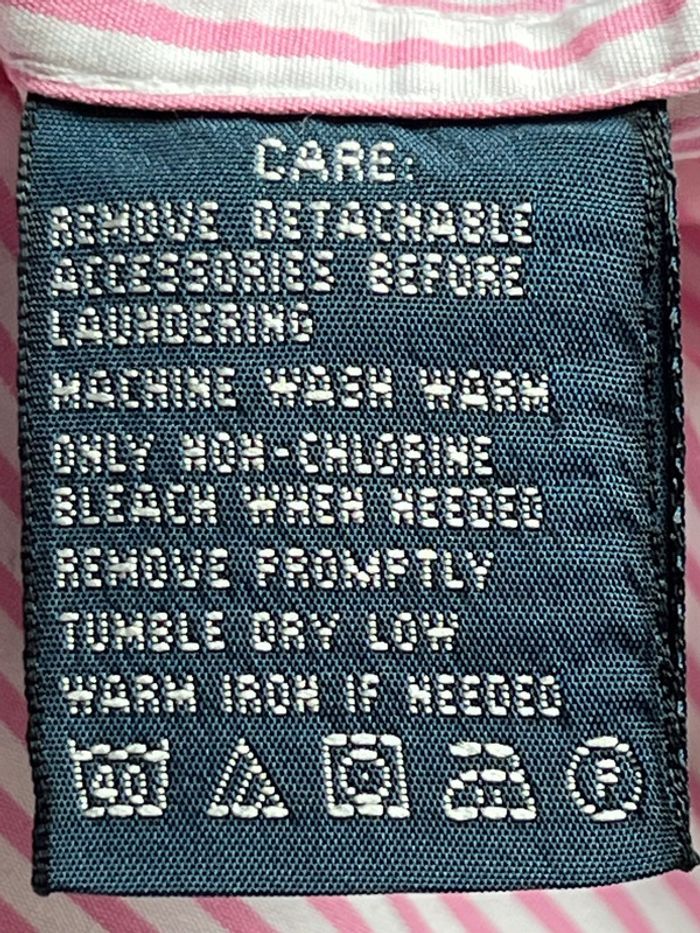 CARE:
REMOVE DETACHABLE
ACCESSORIES BEFORE
LAUNDERING
MACHINE WASH WARM
ONLY NON-CHLORINE
BLEACH WHEN NEEDED
REMOVE PROMPTLY
TUMBLE DRY LOW
WARM IRON IF NEEDED
40 P